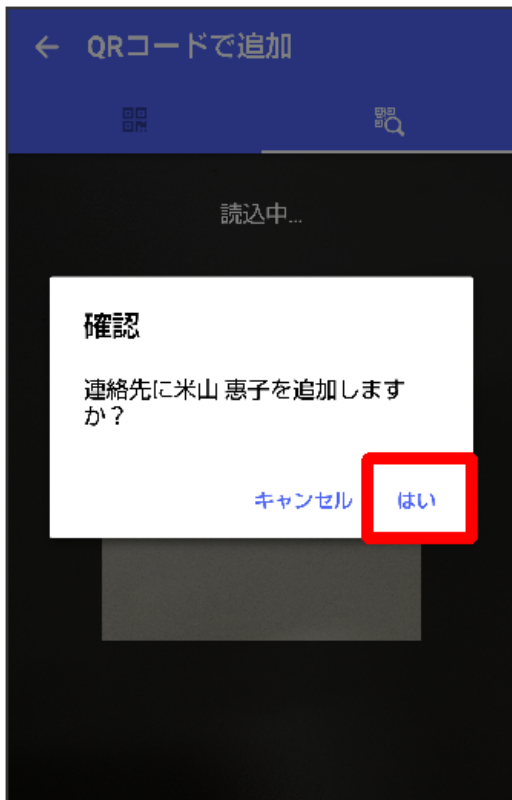 QRコードで追加
読込中...
確認
連絡先に米山 惠子を追加します
か？
キャンセル はい